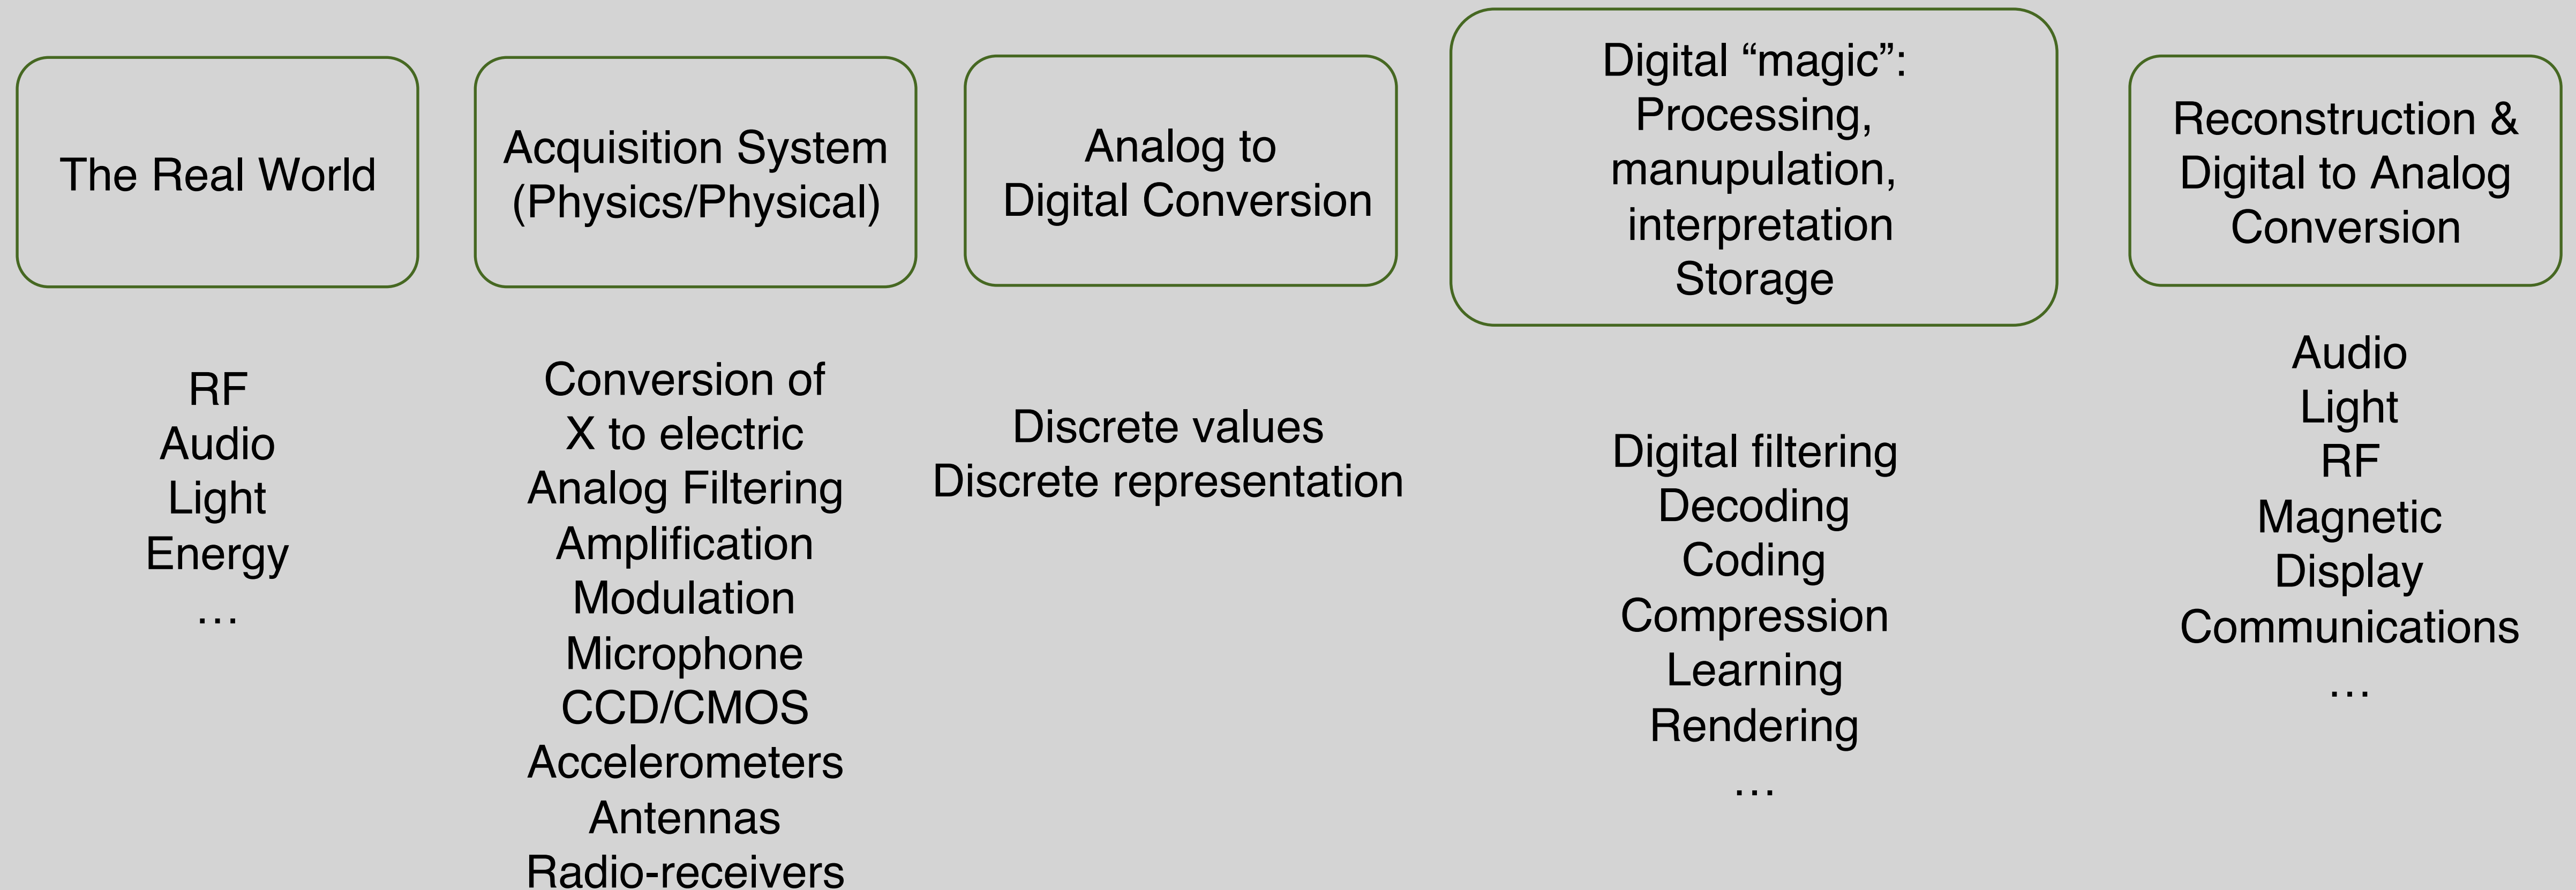 The Real World
RF
Audio
Light
Energy
…
Acquisition System
(Physics/Physical)
Conversion of
X to electric
Analog Filtering
Amplification
Modulation
Microphone
CCD/CMOS
Accelerometers
Antennas
Radio-receivers
Analog to
Digital Conversion
Discrete values
Discrete representation
Digital “magic”:
Processing,
manupulation,
interpretation
Storage
Digital filtering
Decoding
Coding
Compression
Learning
Rendering
…
Reconstruction &
Digital to Analog
Conversion
Audio
Light
RF
Magnetic
Display
Communications
…